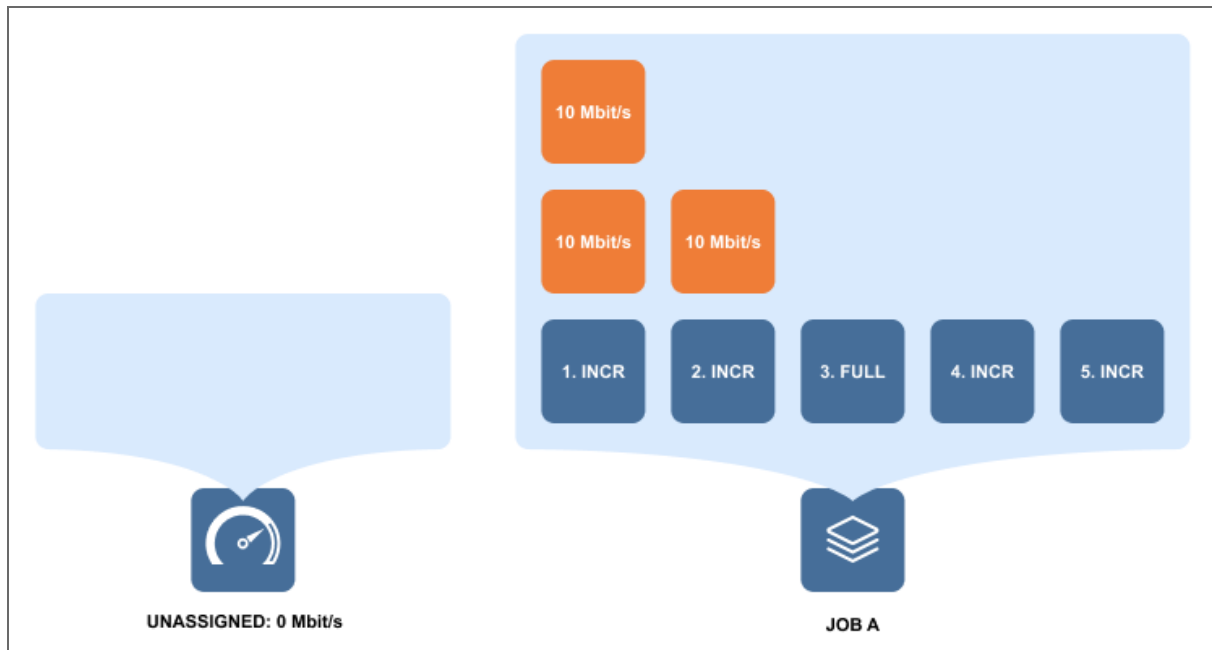 10 Mbit/s
10 Mbit/s
10 Mbit/s
1. INCR
2. INCR
3. FULL
4. INCR
5. INCR
UNASSIGNED: 0 Mbit/s
JOB A